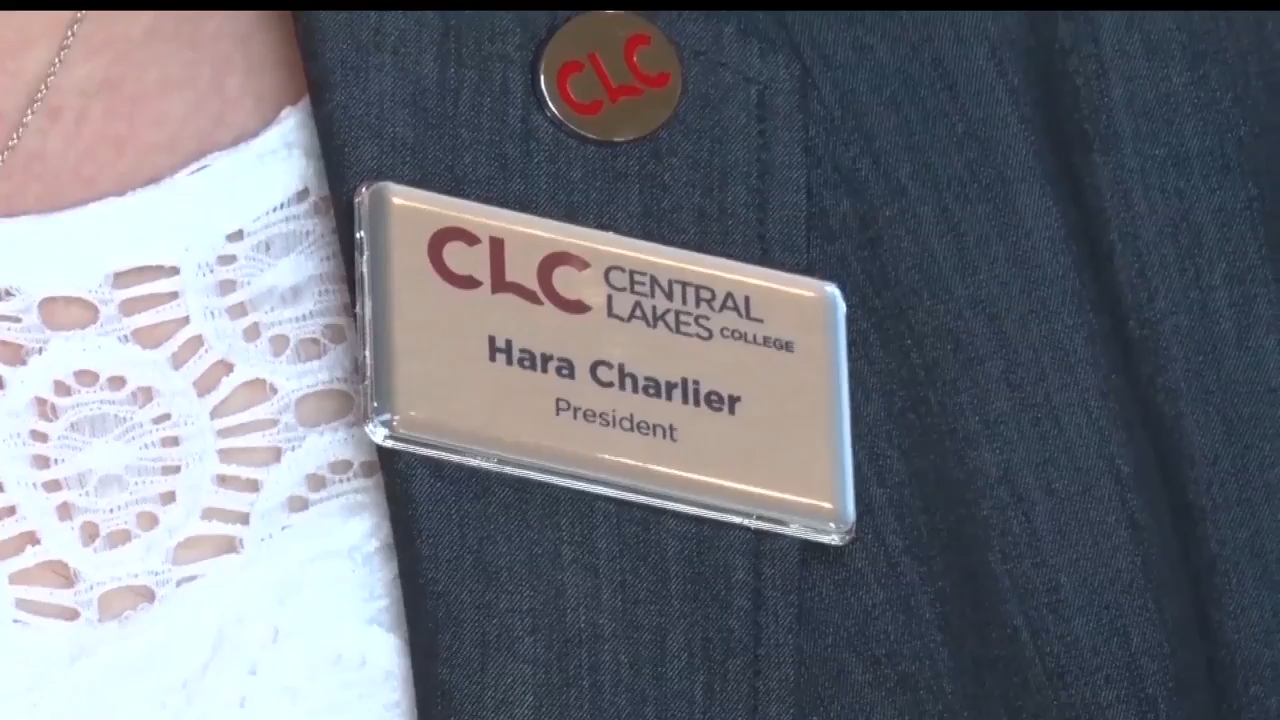 CLC
CLC CENTRAL
LAKES COLLEGE
Hara Charlier
President